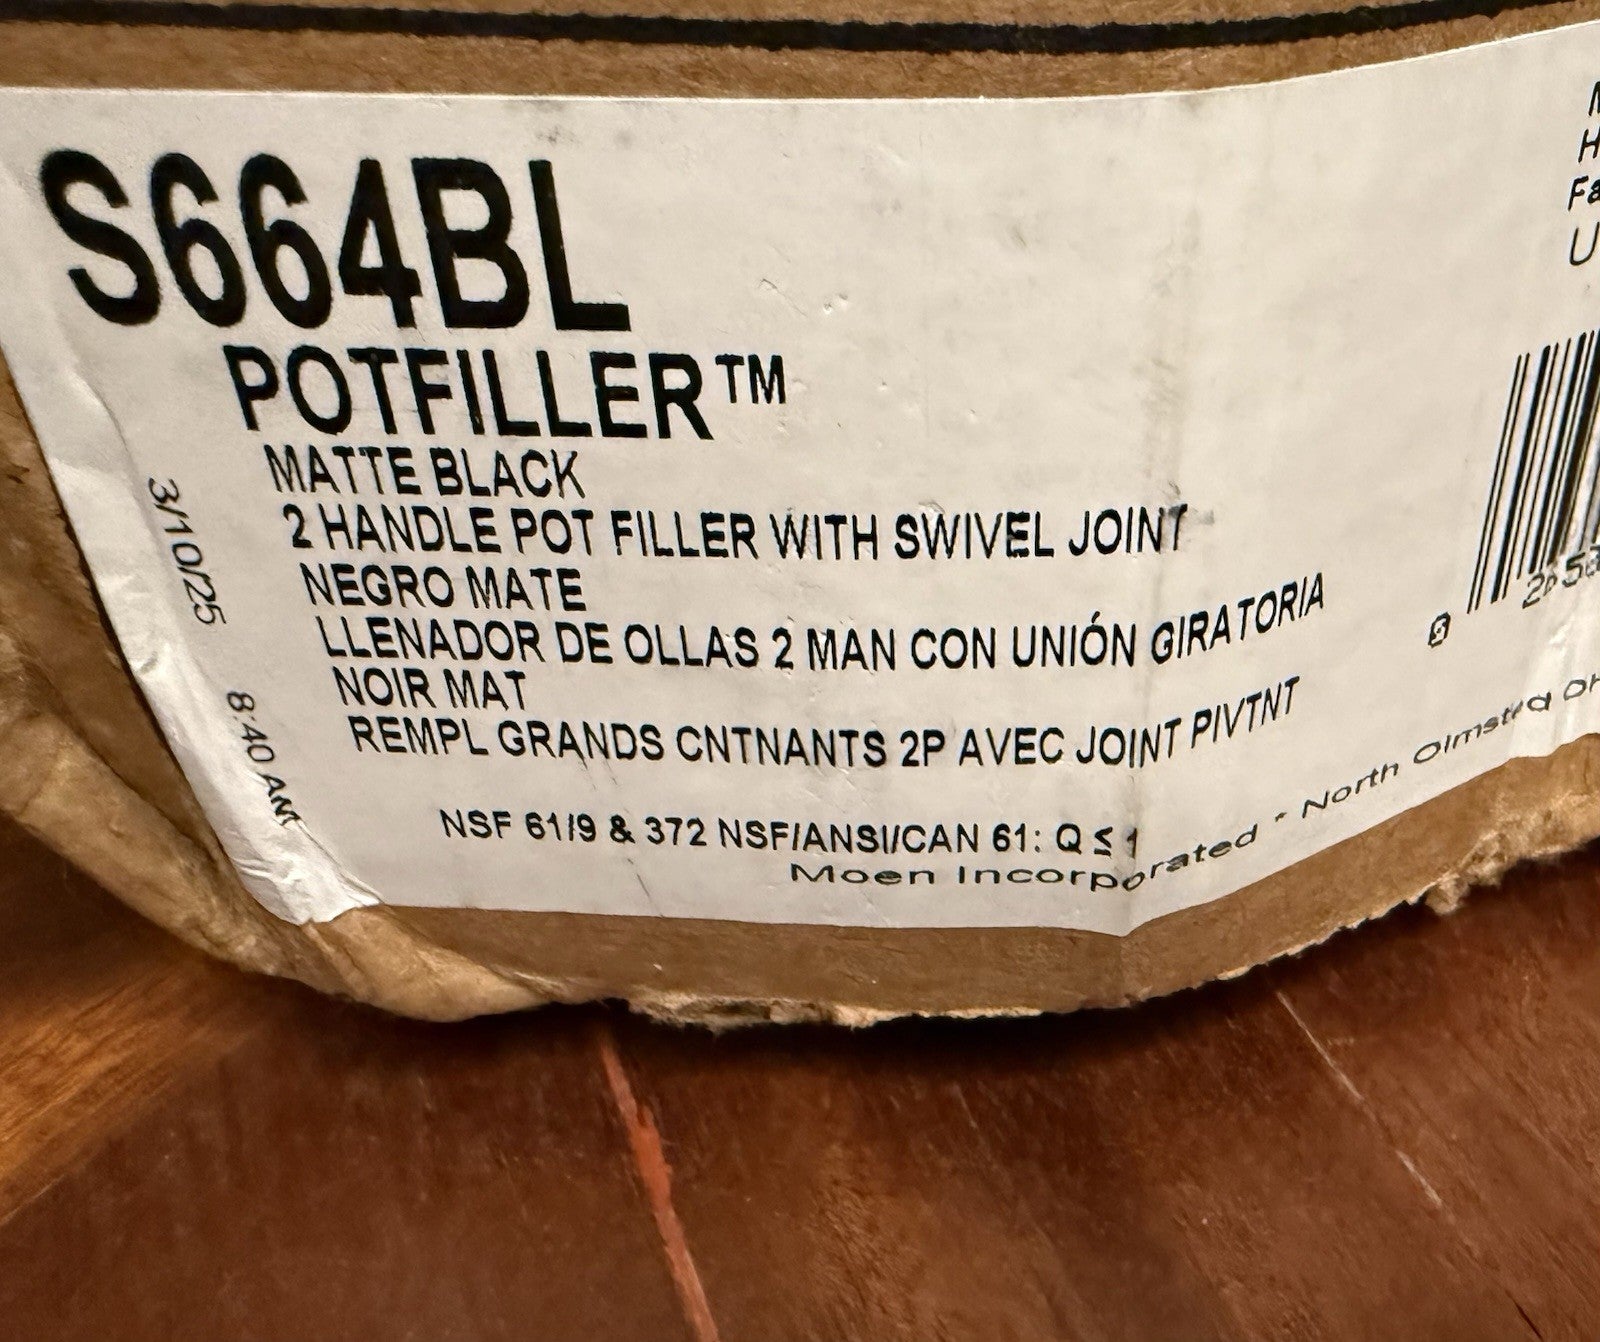 S664BL
POTFILLER™
MATTE BLACK
2 HANDLE POT FILLER WITH SWIVEL JOINT
NEGRO MATE
LLENADOR DE OLLAS 2 MAN CON UNIÓN GIRATORIA
NOIR MAT
REMPL GRANDS CNTNANTS 2P AVEC JOINT PIVTNT
NSF 61/9 & 372 NSF/ANSI/CAN 61: Q ≤ 1
Moen Incorporated - North Olmsted OH
3/10/25 8:40 AM